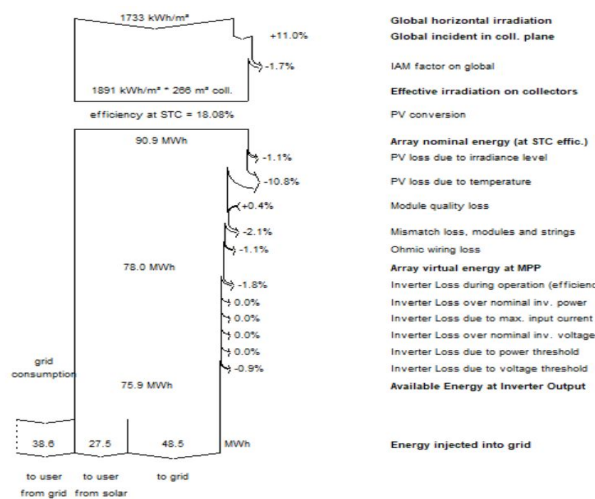 1733 kWh/m² Global horizontal irradiation
+11.0% Global incident in coll. plane
-1.7% IAM factor on global
1891 kWh/m² * 266 m² coll. Effective irradiation on collectors
efficiency at STC = 18.08% PV conversion
90.9 MWh Array nominal energy (at STC effic.)
-1.1% PV loss due to irradiance level
-10.8% PV loss due to temperature
+0.4% Module quality loss
-2.1% Mismatch loss, modules and strings
-1.1% Ohmic wiring loss
78.0 MWh Array virtual energy at MPP
-1.8% Inverter Loss during operation (efficienc
0.0% Inverter Loss over nominal inv. power
0.0% Inverter Loss due to max. input current
0.0% Inverter Loss over nominal inv. voltage
0.0% Inverter Loss due to power threshold
-0.9% Inverter Loss due to voltage threshold
grid
consumption
75.9 MWh Available Energy at Inverter Output
38.6 27.5 48.5 MWh Energy injected into grid
to user to user to grid
from grid from solar